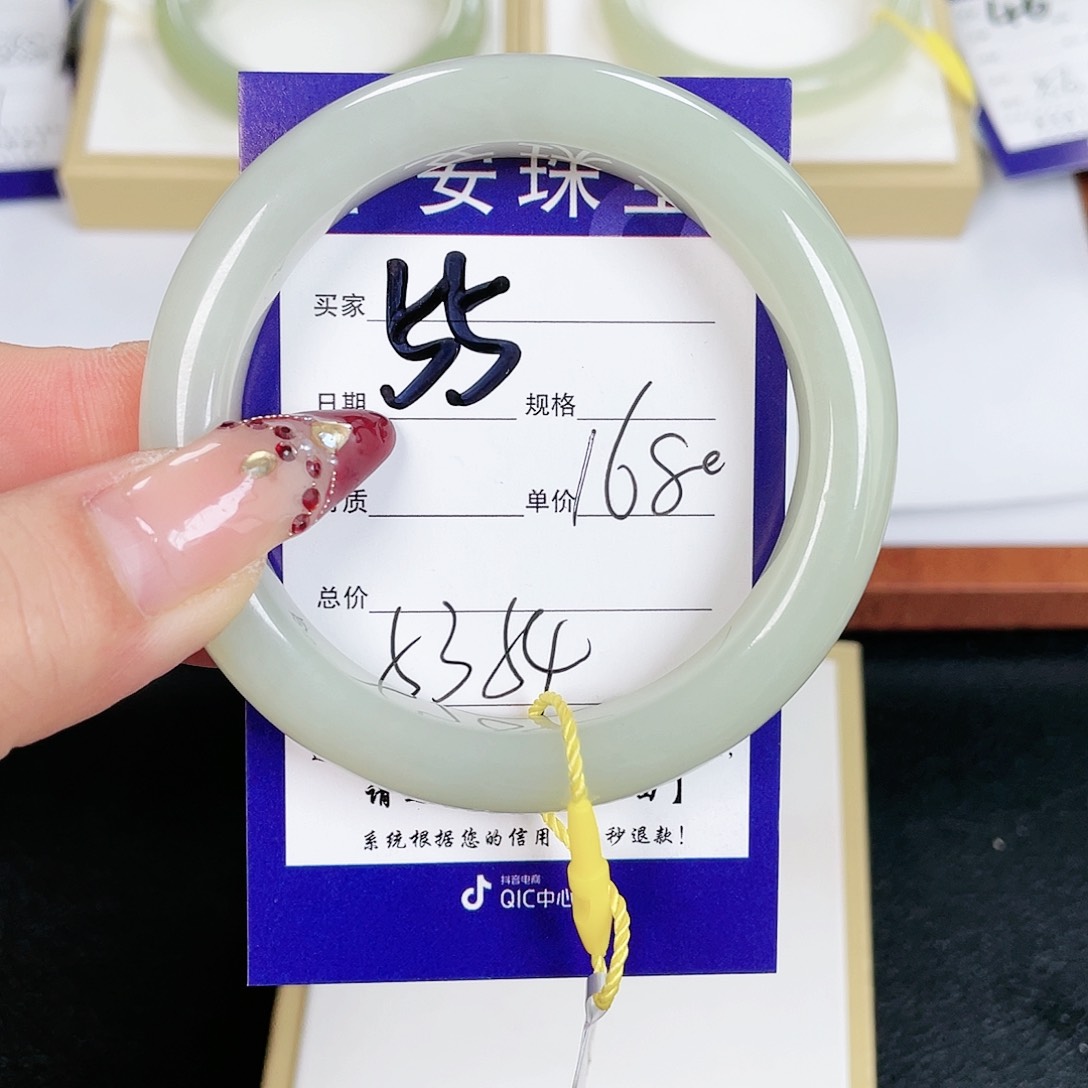 安珠宝
买家 55
日期 规格
质 单价 168e
总价
5354
系统根据您的信用 秒退款!
抖音电商
QIC中心